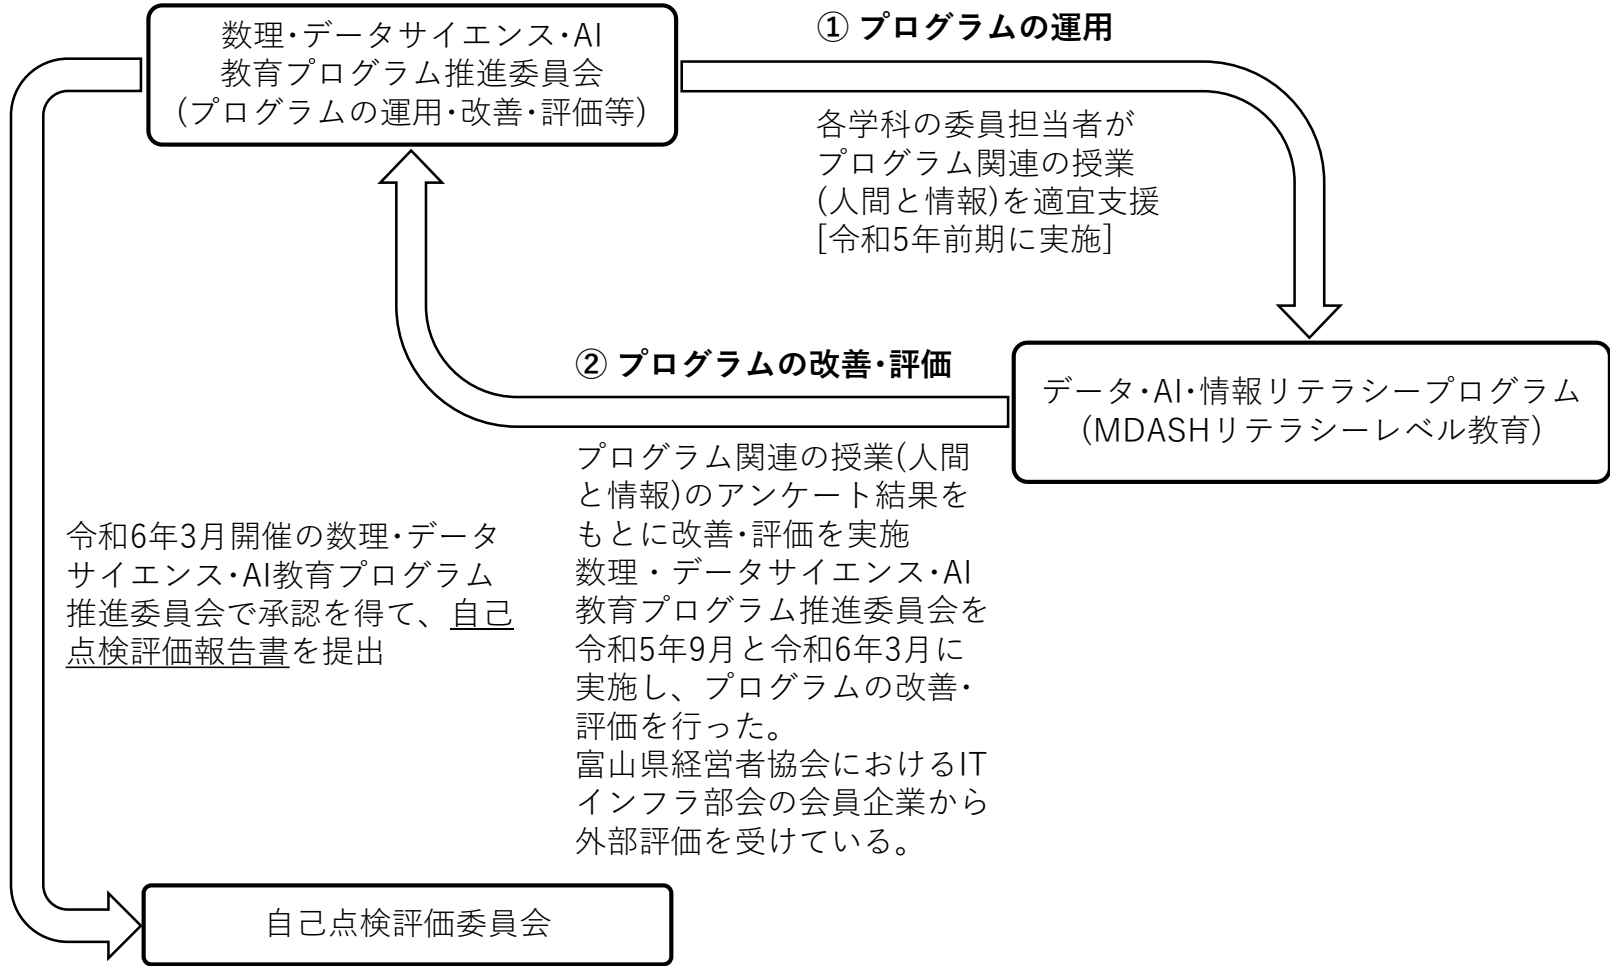 数理･データサイエンス･AI
教育プログラム推進委員会
(プログラムの運用･改善･評価等)
① プログラムの運用
各学科の委員担当者が
プログラム関連の授業
(人間と情報)を適宜支援
[令和5年前期に実施]
② プログラムの改善･評価
データ･AI･情報リテラシープログラム
(MDASHリテラシーレベル教育)
プログラム関連の授業(人間
と情報)のアンケート結果を
もとに改善･評価を実施
数理・データサイエンス･AI
教育プログラム推進委員会を
令和5年9月と令和6年3月に
実施し、プログラムの改善･
評価を行った。
富山県経営者協会におけるIT
インフラ部会の会員企業から
外部評価を受けている。
令和6年3月開催の数理･データ
サイエンス･AI教育プログラム
推進委員会で承認を得て、自己
点検評価報告書を提出
自己点検評価委員会